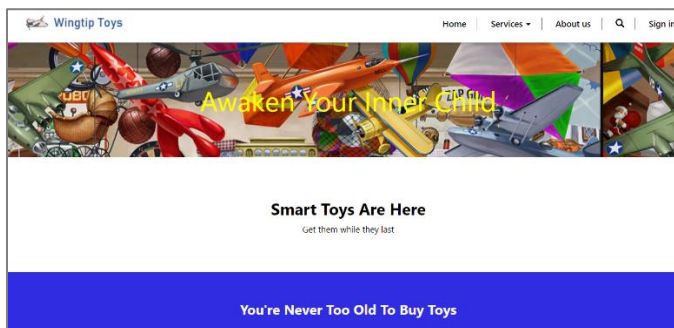 Wingtip Toys
Home Services About us Sign in
Awaken Your Inner Child
Smart Toys Are Here
Get them while they last
You're Never Too Old To Buy Toys